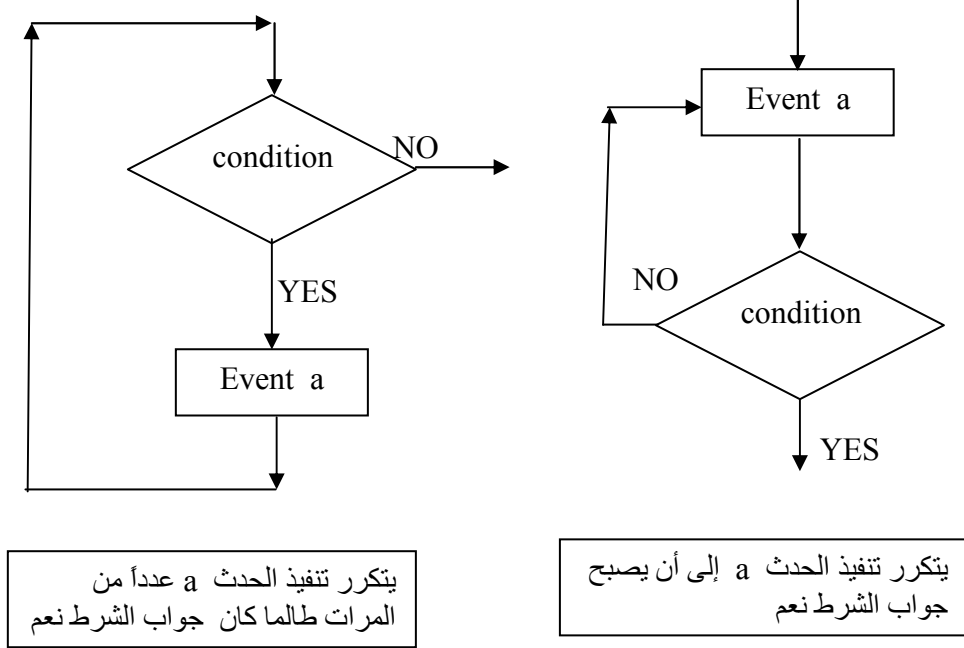 condition
NO
YES
Event a
يتكرر تنفيذ الحدث a عدداً من
المرات طالما كان جواب الشرط نعم
Event a
NO
condition
YES
يتكرر تنفيذ الحدث a إلى أن يصبح
جواب الشرط نعم